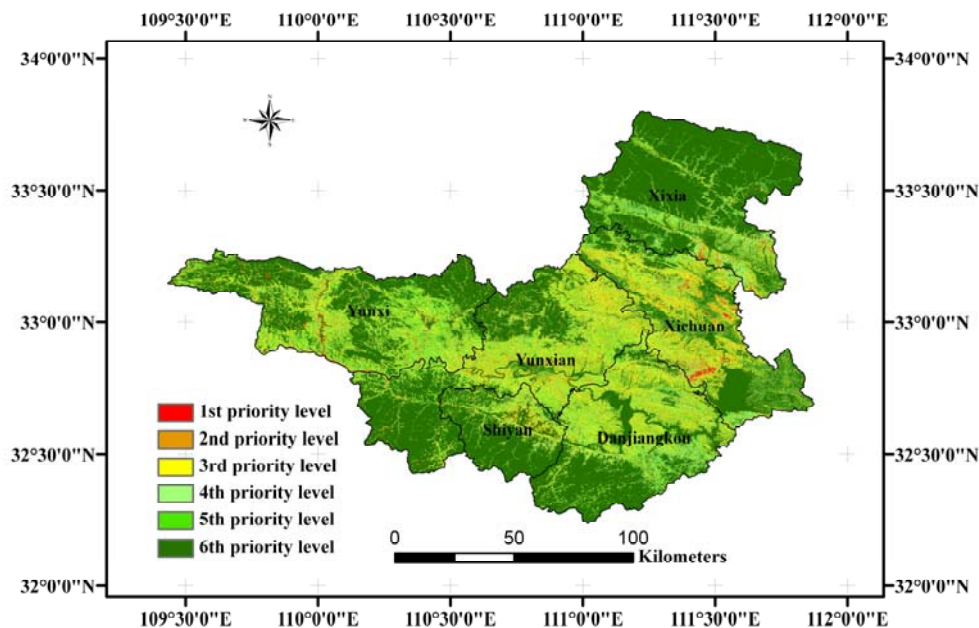 109°30'0"E 110°0'0"E 110°30'0"E 111°0'0"E 111°30'0"E 112°0'0"E
34°0'0"N 34°0'0"N
N
Xixia
33°30'0"N 33°30'0"N
Yunxi
33°0'0"N 33°0'0"N
Xichuan
Yunxian
1st priority level
2nd priority level
Shiyan Danjiangkou
32°30'0"N 32°30'0"N
3rd priority level
4th priority level
5th priority level
6th priority level
0 50 100
Kilometers
32°0'0"N 32°0'0"N
109°30'0"E 110°0'0"E 110°30'0"E 111°0'0"E 111°30'0"E 112°0'0"E